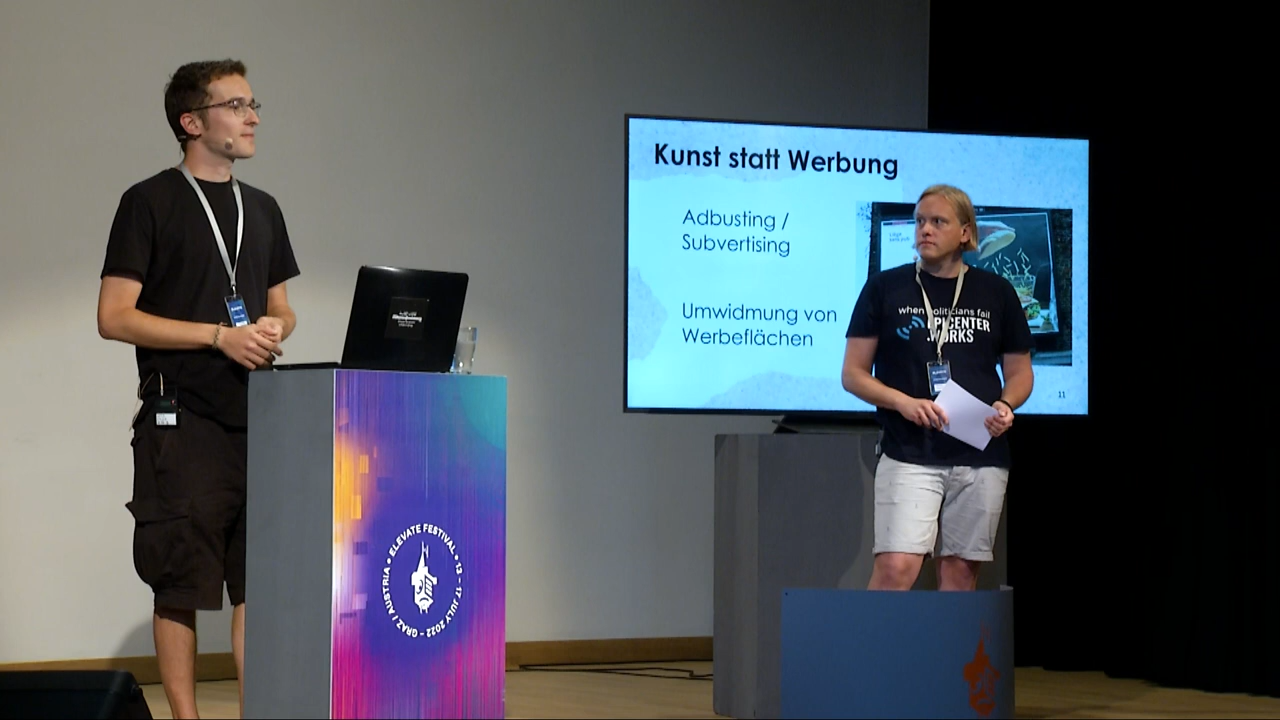 Kunst statt Werbung
Adbusting /
Subvertising
Umwidmung von
Werbeflächen
11
when politicians fail
EPICENTER
.WORKS
ELEVATE FESTIVAL • 13 – 17 JULY 2022 – GRAZ / AUSTRIA •